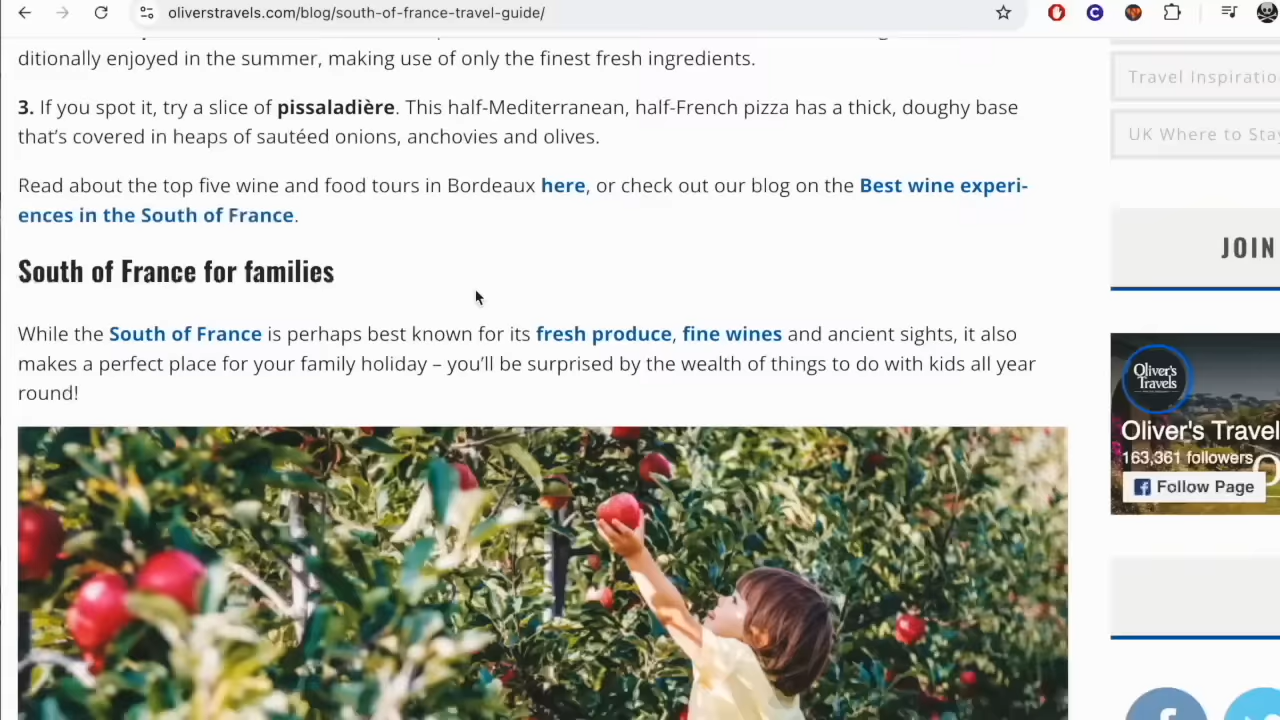 oliverstravels.com/blog/south-of-france-travel-guide/
ditionally enjoyed in the summer, making use of only the finest fresh ingredients.
3. If you spot it, try a slice of pissaladière. This half-Mediterranean, half-French pizza has a thick, doughy base
that’s covered in heaps of sautéed onions, anchovies and olives.
Read about the top five wine and food tours in Bordeaux here, or check out our blog on the Best wine experi-
ences in the South of France.
South of France for families
While the South of France is perhaps best known for its fresh produce, fine wines and ancient sights, it also
makes a perfect place for your family holiday – you’ll be surprised by the wealth of things to do with kids all year
round!
Travel Inspiratio
UK Where to Stay
JOIN
Oliver's
Travels
Oliver's Travel
163,361 followers
Follow Page